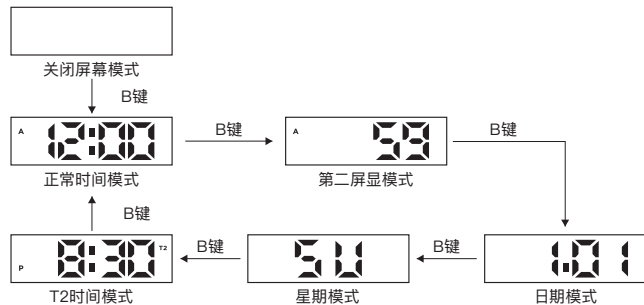 关闭屏幕模式
B键
A 12:00
正常时间模式
B键
A 59
第二屏显模式
B键
1.01
日期模式
B键
SU
星期模式
B键
P 8:30 T2
T2时间模式
B键